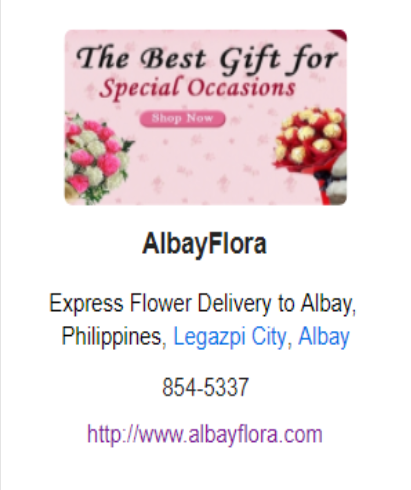 The Best Gift for
Special Occasions
Shop Now
AlbayFlora
Express Flower Delivery to Albay,
Philippines, Legazpi City, Albay
854-5337
http://www.albayflora.com